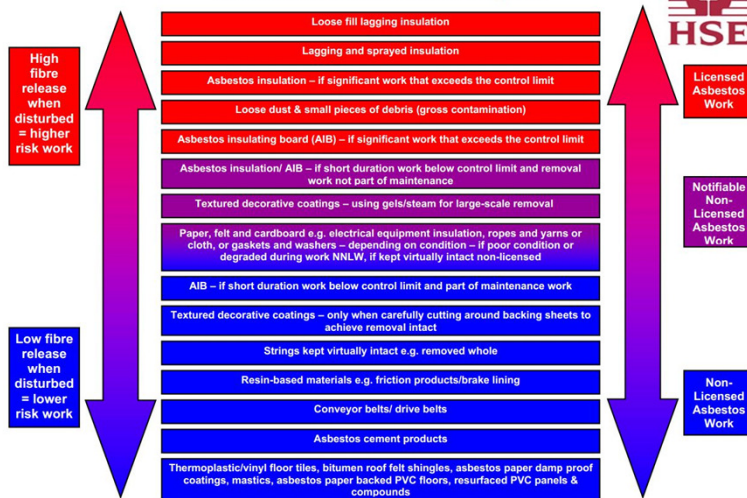 HSE
High
fibre
release
when
disturbed
= higher
risk work
Low fibre
release
when
disturbed
= lower
risk work
Loose fill lagging insulation
Lagging and sprayed insulation
Asbestos insulation – if significant work that exceeds the control limit
Loose dust & small pieces of debris (gross contamination)
Asbestos insulating board (AIB) – if significant work that exceeds the control limit
Asbestos insulation/ AIB – if short duration work below control limit and removal
work not part of maintenance
Textured decorative coatings – using gels/steam for large-scale removal
Paper, felt and cardboard e.g. electrical equipment insulation, ropes and yarns or
cloth, or gaskets and washers – depending on condition – if poor condition or
degraded during work NNLW, if kept virtually intact non-licensed
AIB – if short duration work below control limit and part of maintenance work
Textured decorative coatings – only when carefully cutting around backing sheets to
achieve removal intact
Strings kept virtually intact e.g. removed whole
Resin-based materials e.g. friction products/brake lining
Conveyor belts/ drive belts
Asbestos cement products
Thermoplastic/vinyl floor tiles, bitumen roof felt shingles, asbestos paper damp proof
coatings, mastics, asbestos paper backed PVC floors, resurfaced PVC panels &
compounds
Licensed
Asbestos
Work
Notifiable
Non-
Licensed
Asbestos
Work
Non-
Licensed
Asbestos
Work